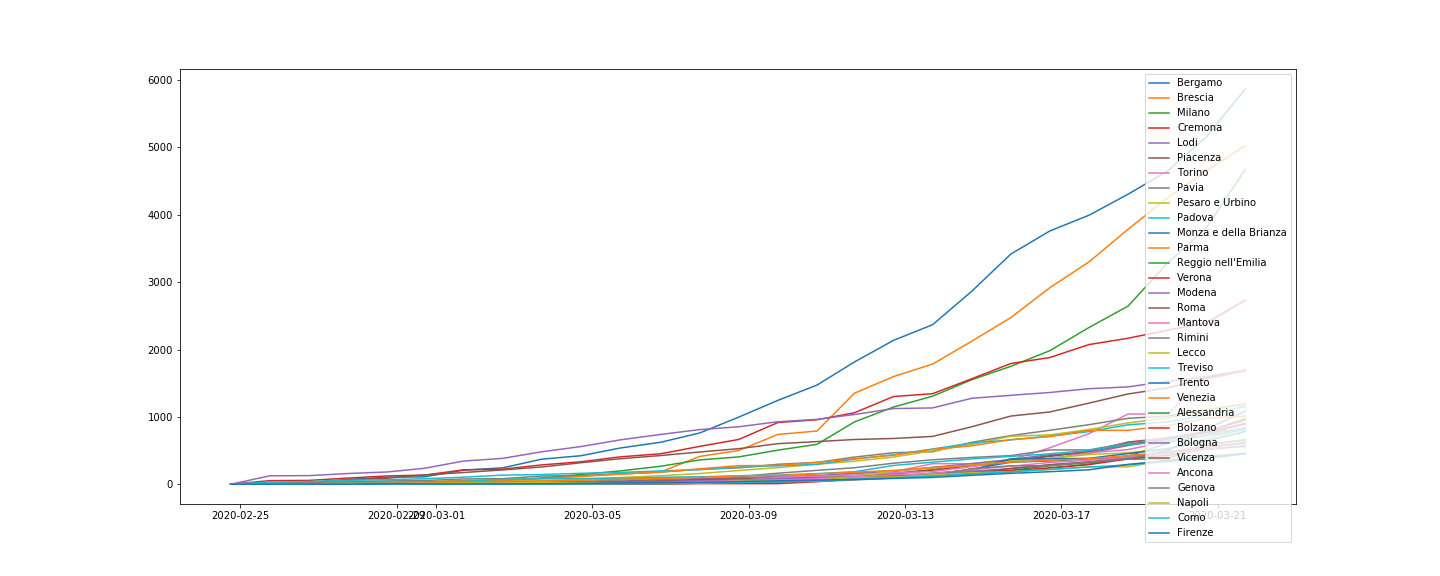 6000
5000
4000
3000
2000
1000
0
2020-02-25
2020-02-29
2020-03-01
2020-03-05
2020-03-09
2020-03-13
2020-03-17
2020-03-21
Bergamo
Brescia
Milano
Cremona
Lodi
Piacenza
Torino
Pavia
Pesaro e Urbino
Padova
Monza e della Brianza
Parma
Reggio nell'Emilia
Verona
Modena
Roma
Mantova
Rimini
Lecco
Treviso
Trento
Venezia
Alessandria
Bolzano
Bologna
Vicenza
Ancona
Genova
Napoli
Como
Firenze